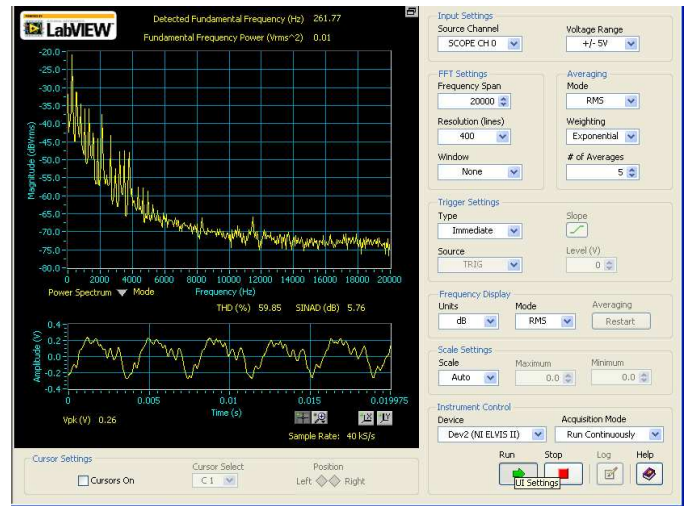 LabVIEW
Detected Fundamental Frequency (Hz) 261.77
Fundamental Frequency Power (Vrms^2) 0.01
Magnitude (dBVrms)
-20.0
-25.0
-30.0
-35.0
-40.0
-45.0
-50.0
-55.0
-60.0
-65.0
-70.0
-75.0
-80.0
0 2000 4000 6000 8000 10000 12000 14000 16000 18000 20000
Power Spectrum Mode Frequency (Hz)
THD (%) 59.85 SINAD (dB) 5.76
Amplitude (V)
0.4
0.2
0.0
-0.2
-0.4
0 0.005 0.01 0.015 0.019975
Time (s)
Vpk (V) 0.26
Sample Rate: 40 kS/s
Cursor Settings
Cursors On
Cursor Select
C 1
Position
Left Right
Input Settings
Source Channel Voltage Range
SCOPE CH 0 +/- 5V
FFT Settings
Frequency Span
20000
Resolution (lines)
400
Window
None
Averaging
Mode
RMS
Weighting
Exponential
# of Averages
5
Trigger Settings
Type Slope
Immediate
Source Level (V)
TRIG 0
Frequency Display
Units Mode Averaging
dB RMS Restart
Scale Settings
Scale Maximum Minimum
Auto 0.0 0.0
Instrument Control
Device Acquisition Mode
Dev2 (NI ELVIS II) Run Continuously
Run Stop Log Help
UI Settings